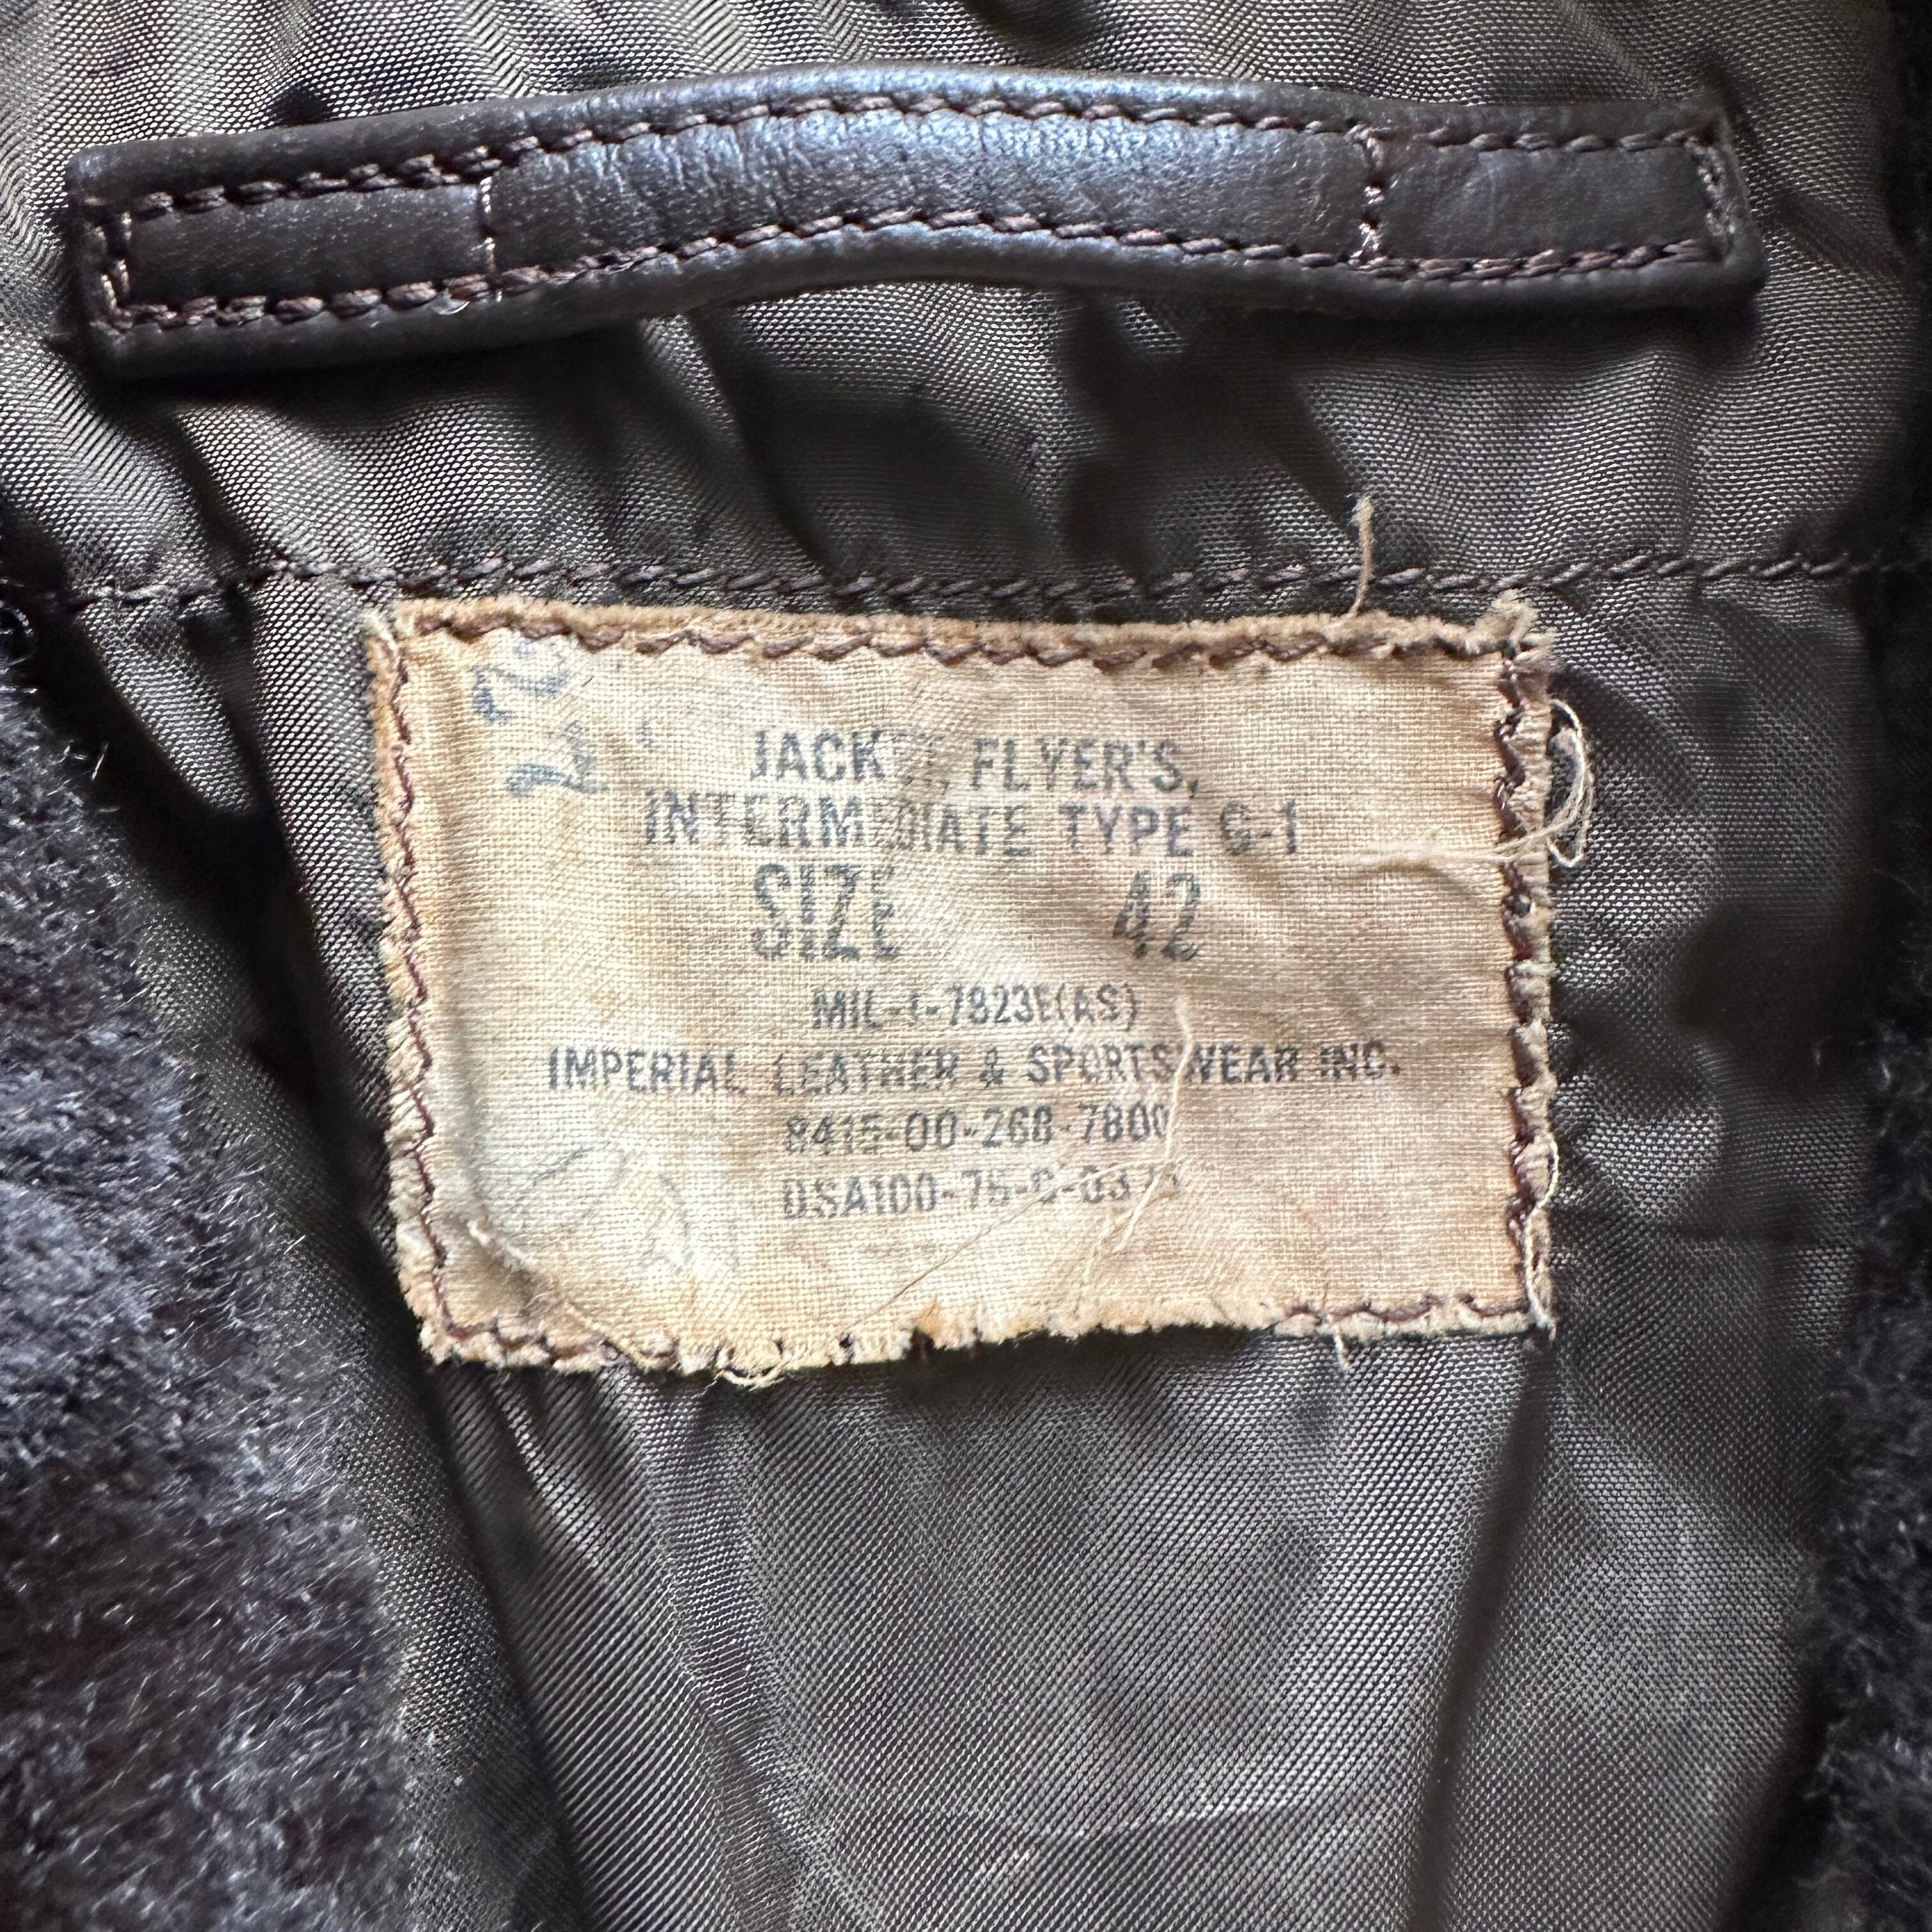 JACKET, FLYER'S,
INTERMEDIATE TYPE G-1
SIZE 42
MIL-J-7823E(AS)
IMPERIAL LEATHER & SPORTSWEAR INC.
8415-00-268-7800